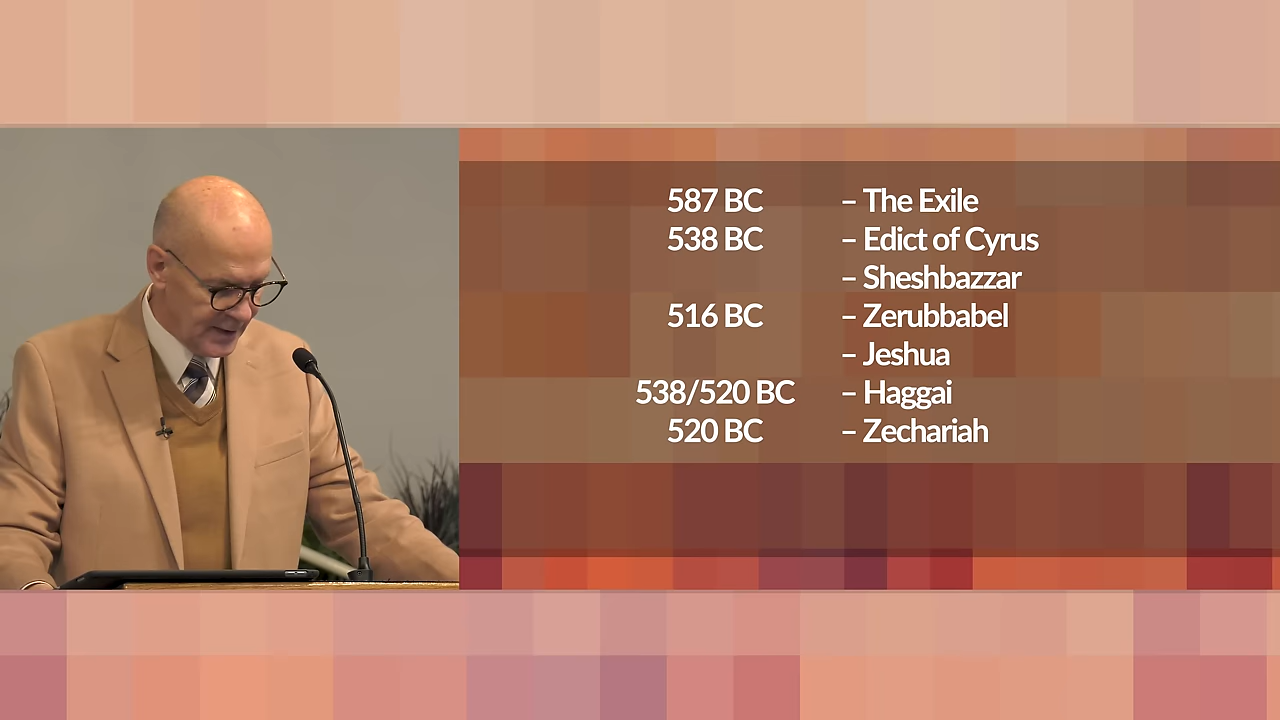 587 BC – The Exile
538 BC – Edict of Cyrus
– Sheshbazzar
516 BC – Zerubbabel
– Jeshua
538/520 BC – Haggai
520 BC – Zechariah